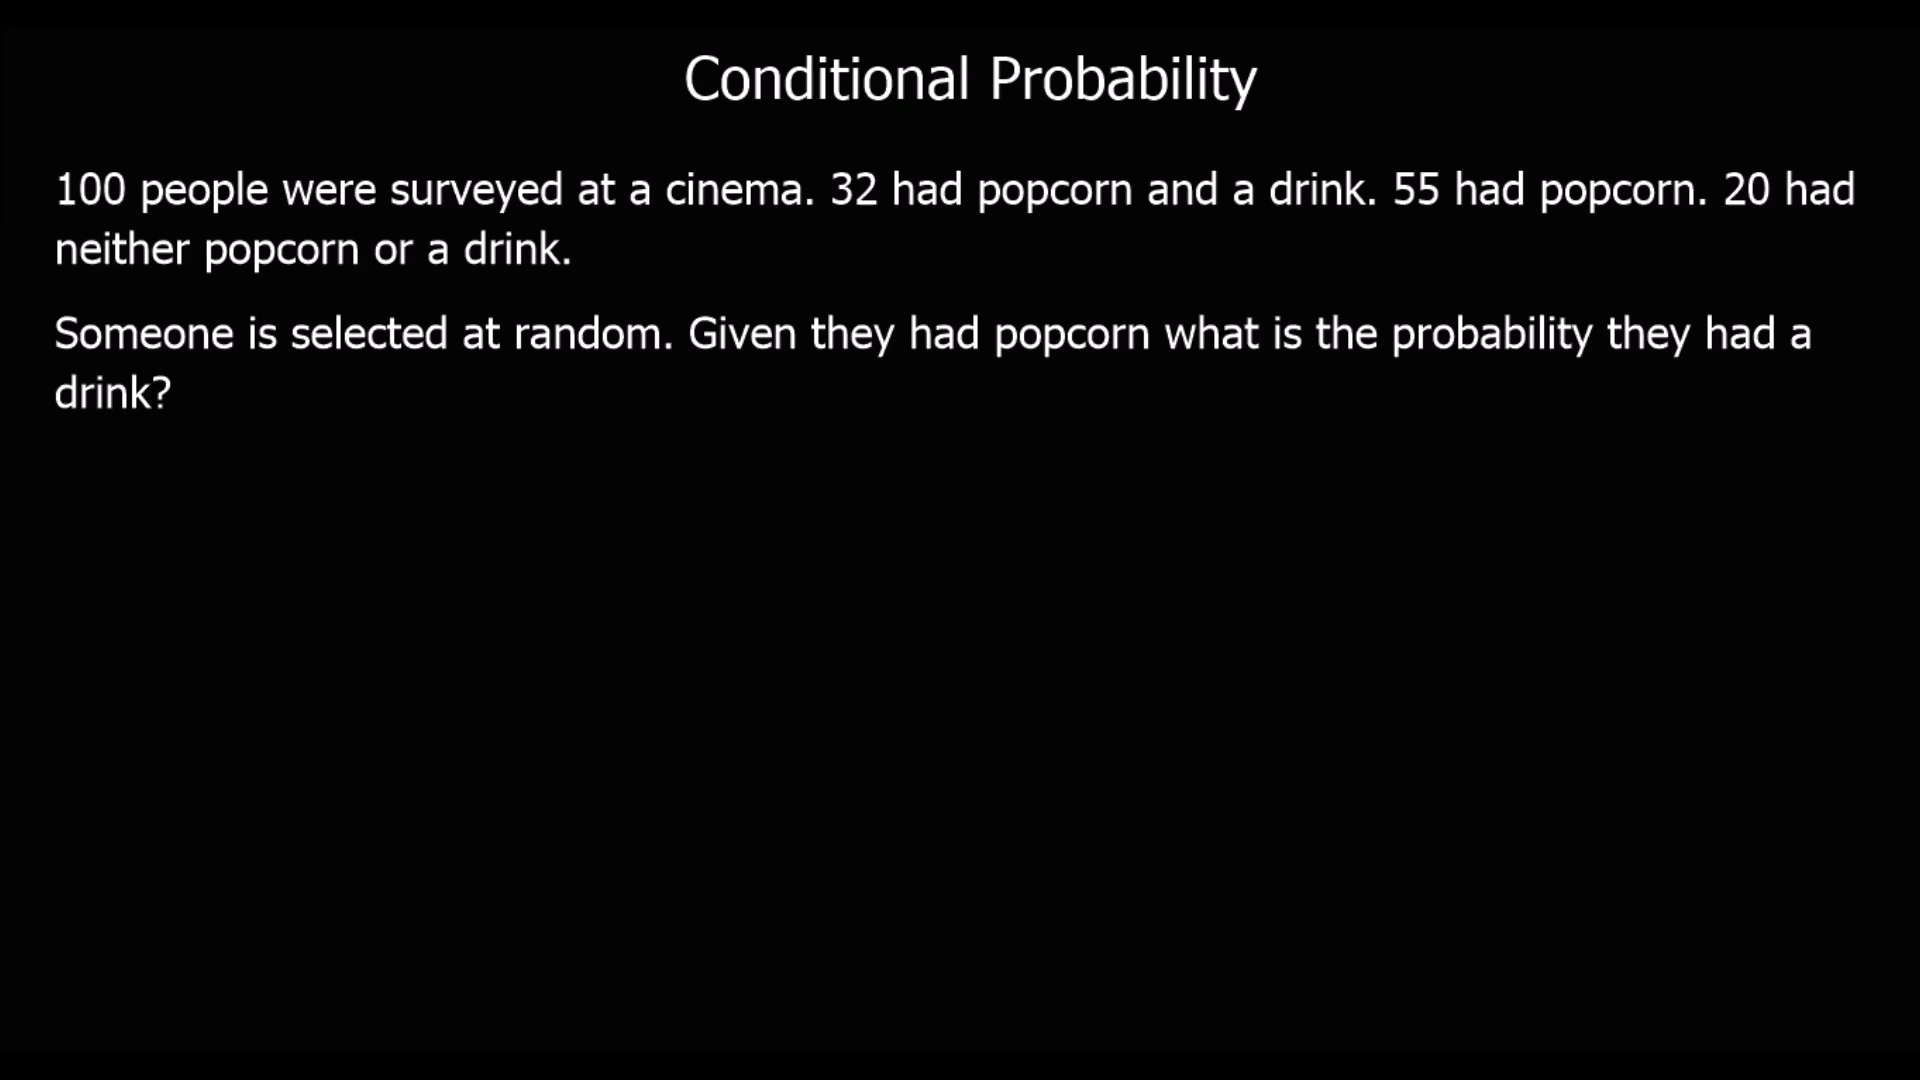 Conditional Probability
100 people were surveyed at a cinema. 32 had popcorn and a drink. 55 had popcorn. 20 had
neither popcorn or a drink.
Someone is selected at random. Given they had popcorn what is the probability they had a
drink?